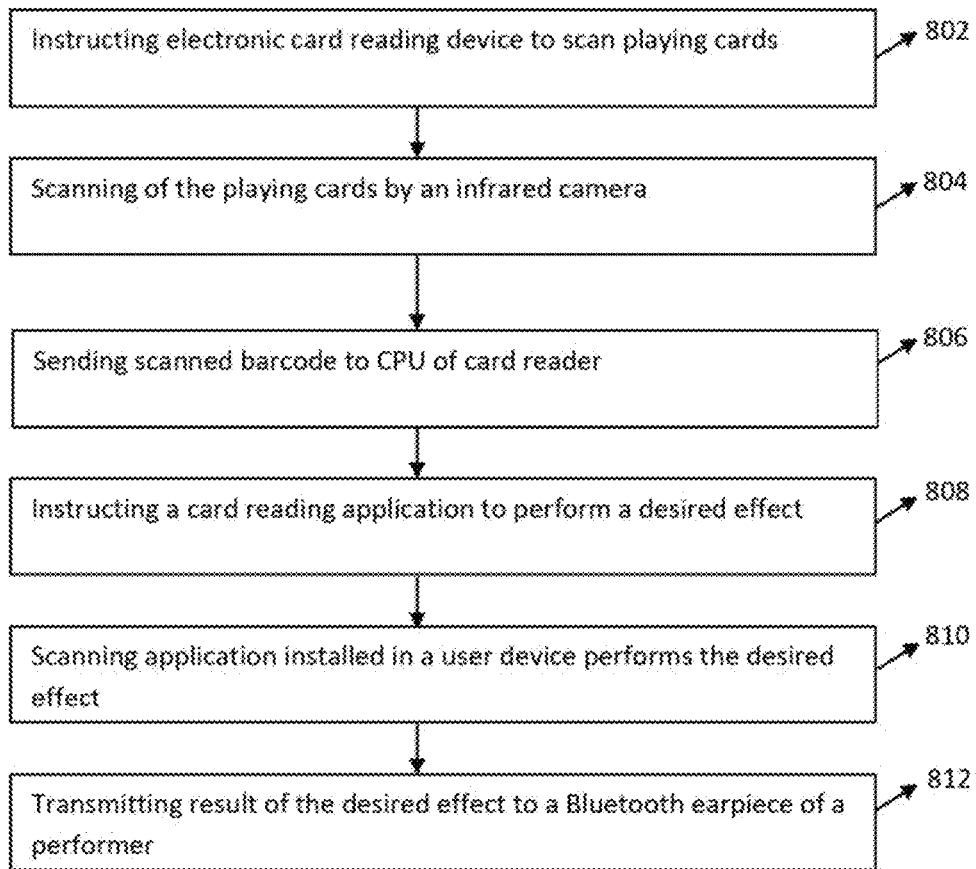 Instructing electronic card reading device to scan playing cards
802
Scanning of the playing cards by an infrared camera
804
Sending scanned barcode to CPU of card reader
806
Instructing a card reading application to perform a desired effect
808
Scanning application installed in a user device performs the desired
effect
810
Transmitting result of the desired effect to a Bluetooth earpiece of a
performer
812